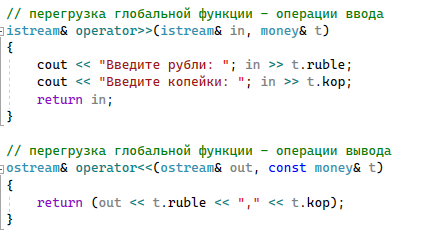 // перегрузка глобальной функции – операции ввода
istream& operator>>(istream& in, money& t)
{
    cout << "Введите рубли: "; in >> t.ruble;
    cout << "Введите копейки: "; in >> t.kop;
    return in;
}
// перегрузка глобальной функции – операции вывода
ostream& operator<<(ostream& out, const money& t)
{
    return (out << t.ruble << "," << t.kop);
}